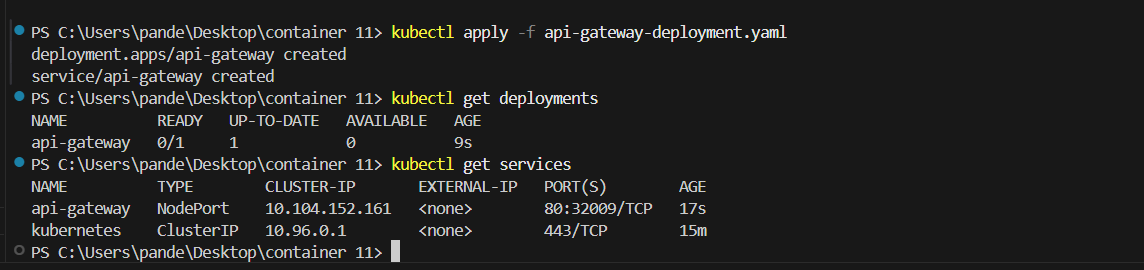 PS C:\Users\pande\Desktop\container 11> kubectl apply -f api-gateway-deployment.yaml
deployment.apps/api-gateway created
service/api-gateway created
PS C:\Users\pande\Desktop\container 11> kubectl get deployments
NAME          READY   UP-TO-DATE   AVAILABLE   AGE
api-gateway   0/1     1            0           9s
PS C:\Users\pande\Desktop\container 11> kubectl get services
NAME          TYPE        CLUSTER-IP       EXTERNAL-IP   PORT(S)        AGE
api-gateway   NodePort    10.104.152.161   <none>        80:32009/TCP   17s
kubernetes    ClusterIP   10.96.0.1        <none>        443/TCP        15m
PS C:\Users\pande\Desktop\container 11>